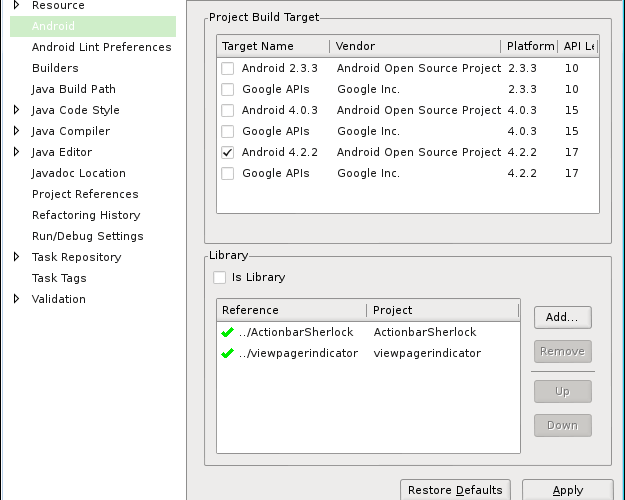 Resource
Android
Android Lint Preferences
Builders
Java Build Path
Java Code Style
Java Compiler
Java Editor
Javadoc Location
Project References
Refactoring History
Run/Debug Settings
Task Repository
Task Tags
Validation
Project Build Target
Target Name Vendor Platform API Le
Android 2.3.3 Android Open Source Project 2.3.3 10
Google APIs Google Inc. 2.3.3 10
Android 4.0.3 Android Open Source Project 4.0.3 15
Google APIs Google Inc. 4.0.3 15
Android 4.2.2 Android Open Source Project 4.2.2 17
Google APIs Google Inc. 4.2.2 17
Library
Is Library
Reference Project
../ActionbarSherlock ActionbarSherlock
../viewpagerindicator viewpagerindicator
Add...
Remove
Up
Down
Restore Defaults Apply